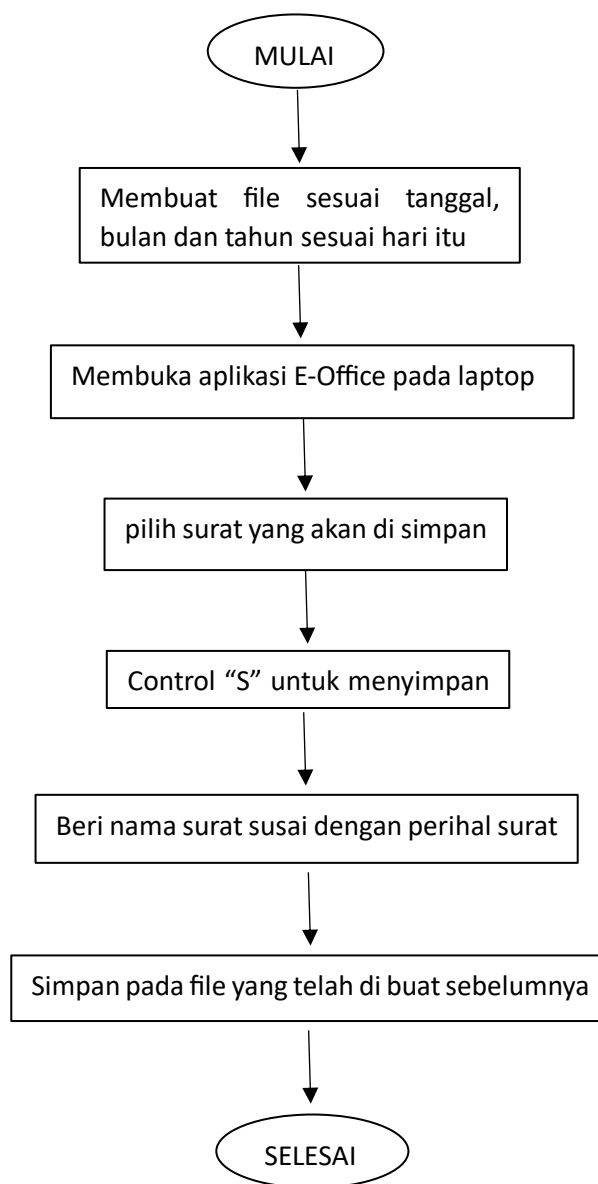 MULAI
Membuat file sesuai tanggal,
bulan dan tahun sesuai hari itu
Membuka aplikasi E-Office pada laptop
pilih surat yang akan di simpan
Control “S” untuk menyimpan
Beri nama surat susai dengan perihal surat
Simpan pada file yang telah di buat sebelumnya
SELESAI